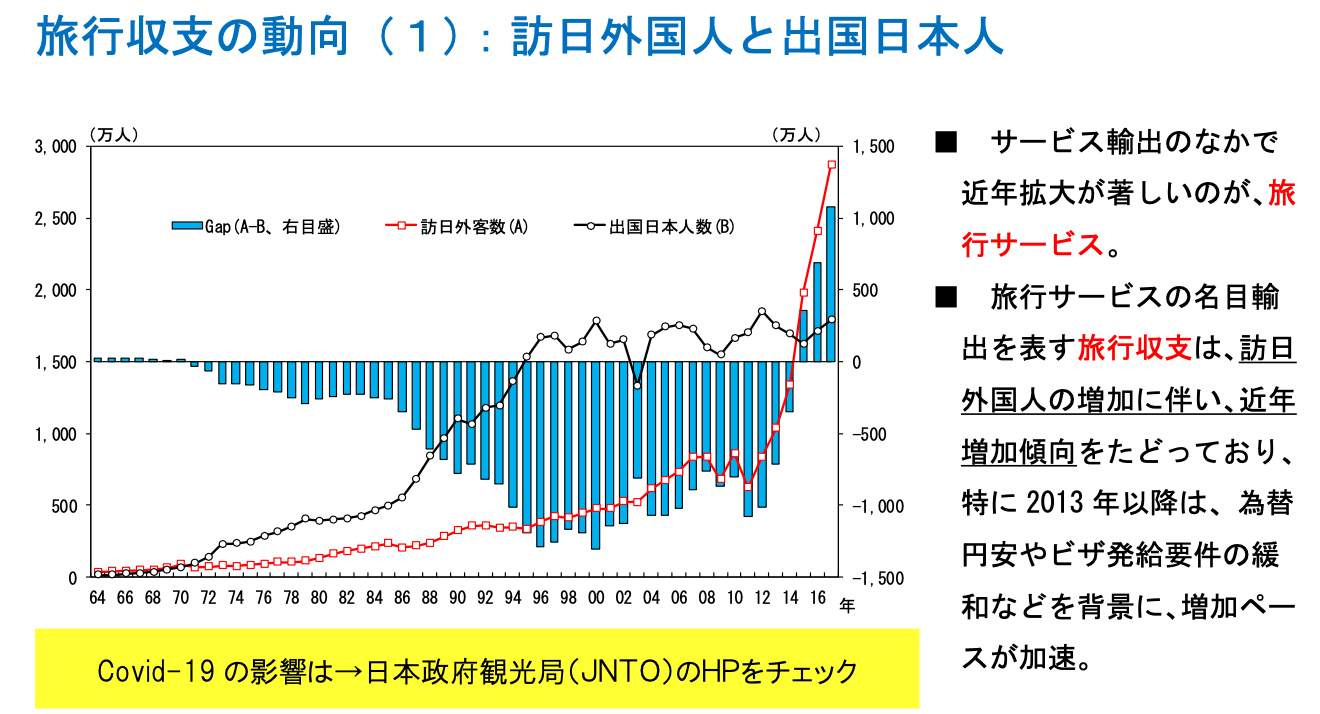 旅行収支の動向（１）：訪日外国人と出国日本人
(万人)
(万人)
3,000
2,500
2,000
1,500
1,000
500
0
Gap(A-B、右目盛)
訪日外客数(A)
出国日本人数(B)
1,500
1,000
500
0
-500
-1,000
-1,500
64 66 68 70 72 74 76 78 80 82 84 86 88 90 92 94 96 98 00 02 04 06 08 10 12 14 16
年
Covid-19 の影響は→日本政府観光局(JNTO)のHPをチェック
■　サービス輸出のなかで
近年拡大が著しいのが、旅
行サービス。
■　旅行サービスの名目輸
出を表す旅行収支は、訪日
外国人の増加に伴い、近年
増加傾向をたどっており、
特に 2013 年以降は、為替
円安やビザ発給要件の緩
和などを背景に、増加ペー
スが加速。